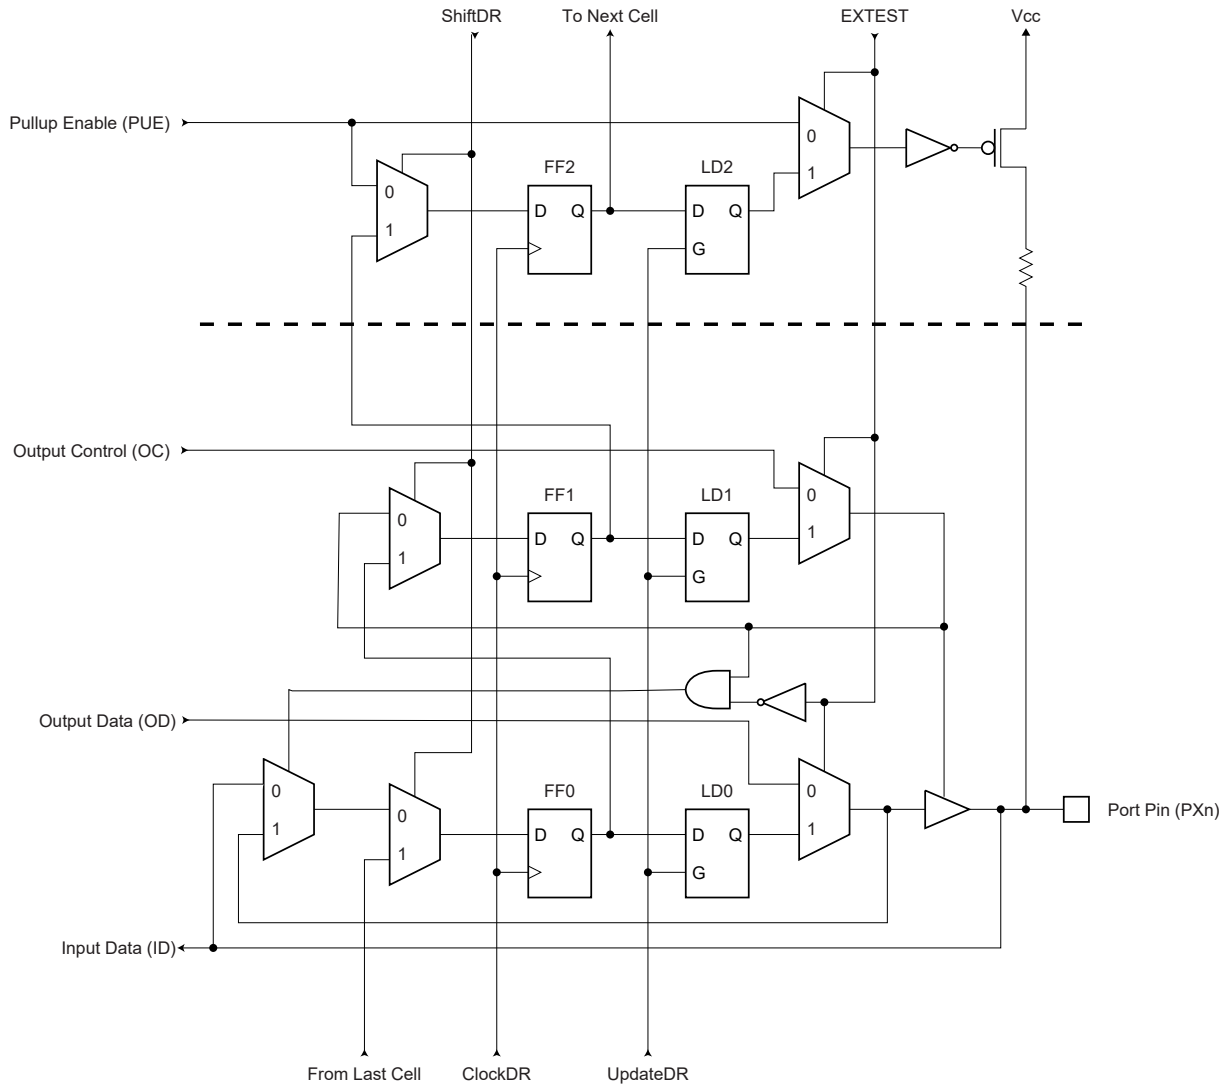 ShiftDR To Next Cell EXTEST Vcc
Pullup Enable (PUE)
0
1
FF2
D Q
LD2
D Q
G
0
1
Output Control (OC)
0
1
FF1
D Q
LD1
D Q
G
0
1
Output Data (OD)
0
1
0
1
FF0
D Q
LD0
D Q
G
0
1
Port Pin (PXn)
Input Data (ID)
From Last Cell ClockDR UpdateDR